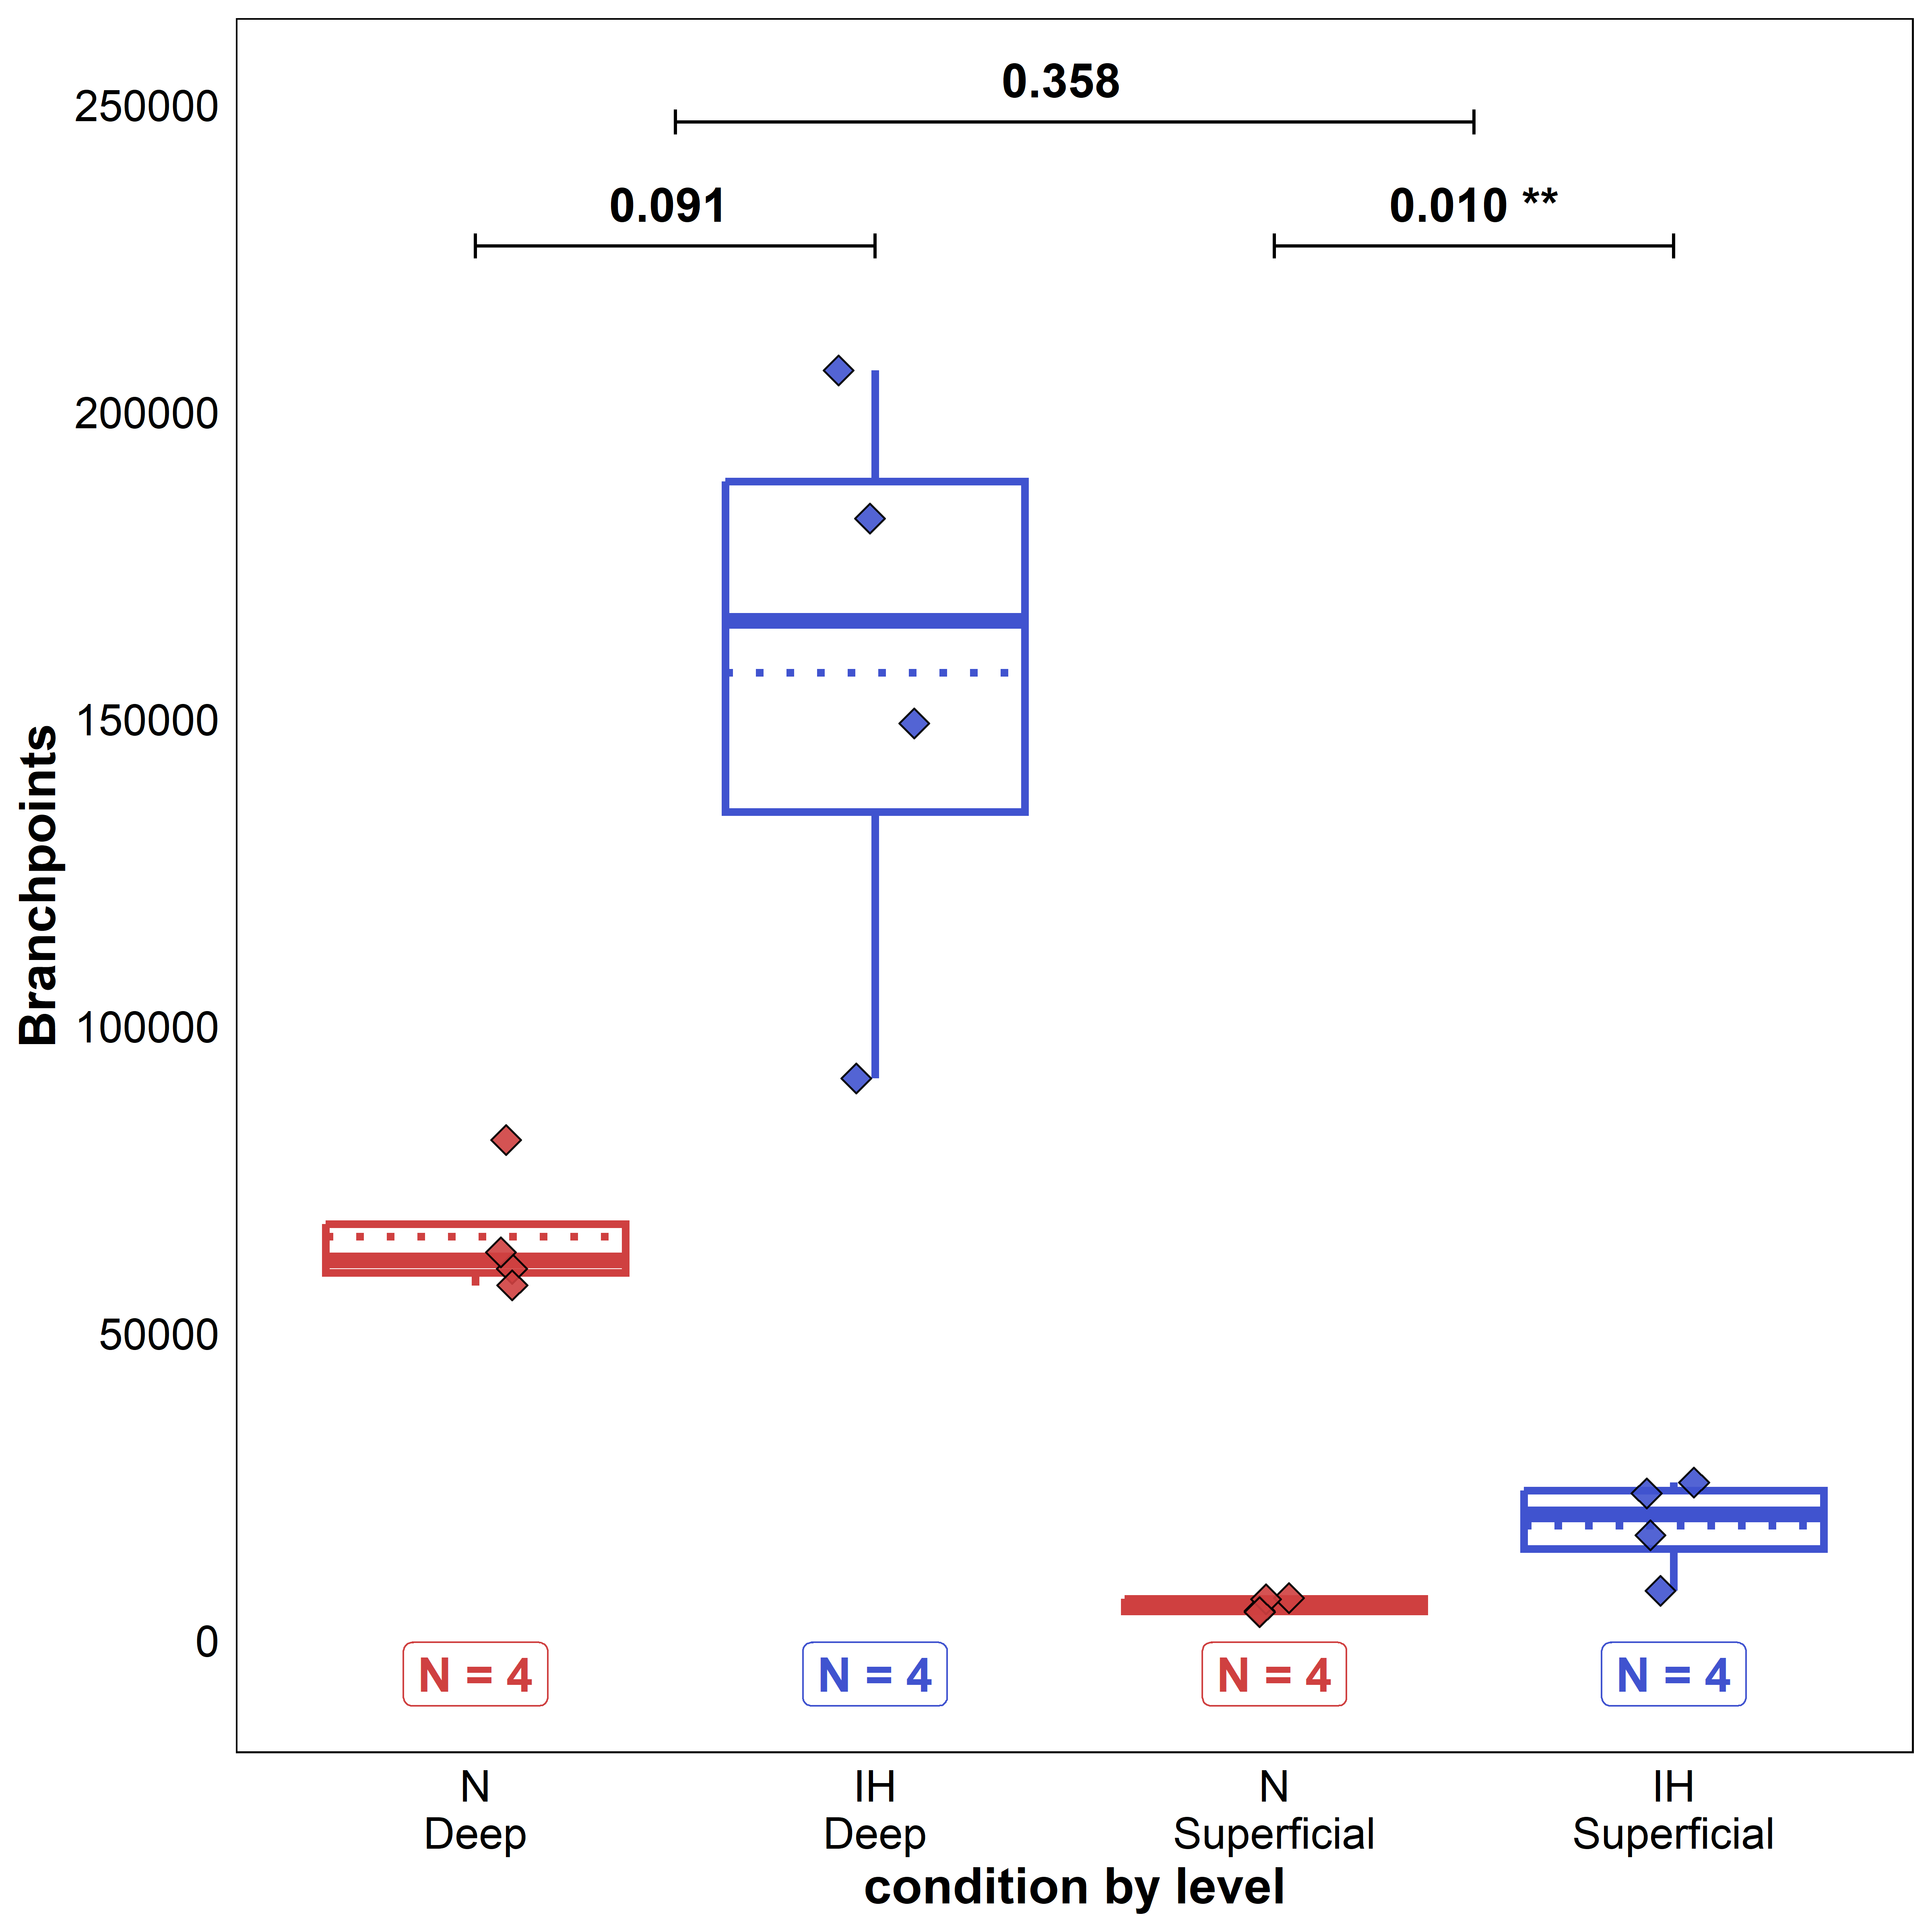 0.358
0.091
0.010 **
250000
200000
150000
100000
50000
0
Branchpoints
N = 4
N = 4
N = 4
N = 4
N
Deep
IH
Deep
N
Superficial
IH
Superficial
condition by level